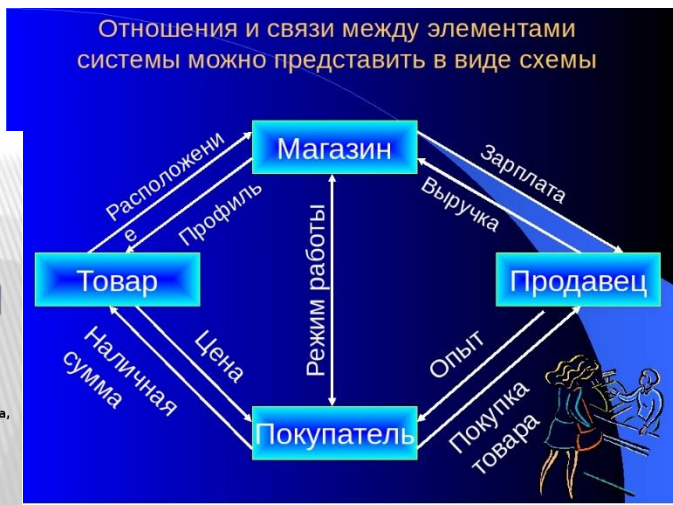 Отношения и связи между элементами
системы можно представить в виде схемы
Магазин
Расположени
е
Профиль
Зарплата
Выручка
Товар
Режим работы
Продавец
Наличная
сумма
Цена
Опыт
Покупка
товара
Покупатель
а,